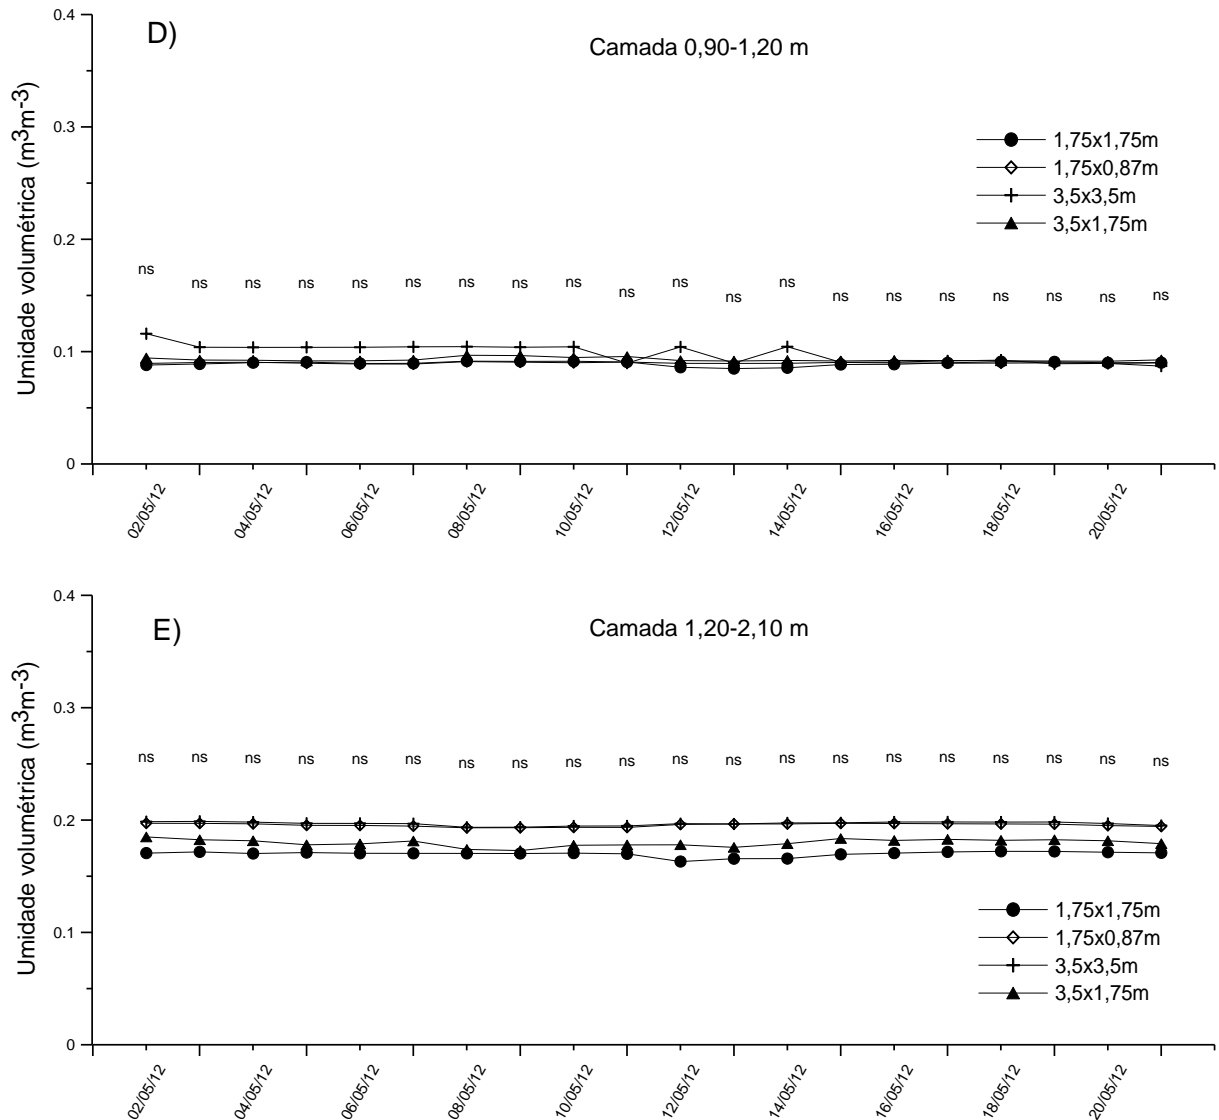 D)
Camada 0,90-1,20 m
Umidade volumétrica (m3m-3)
0.4
0.3
0.2
0.1
0
1,75x1,75m
1,75x0,87m
3,5x3,5m
3,5x1,75m
ns ns ns ns ns ns ns ns ns ns ns ns ns ns ns ns ns ns ns ns
02/05/12 04/05/12 06/05/12 08/05/12 10/05/12 12/05/12 14/05/12 16/05/12 18/05/12 20/05/12
E)
Camada 1,20-2,10 m
Umidade volumétrica (m3m-3)
0.4
0.3
0.2
0.1
0
ns ns ns ns ns ns ns ns ns ns ns ns ns ns ns ns ns ns ns ns
1,75x1,75m
1,75x0,87m
3,5x3,5m
3,5x1,75m
02/05/12 04/05/12 06/05/12 08/05/12 10/05/12 12/05/12 14/05/12 16/05/12 18/05/12 20/05/12